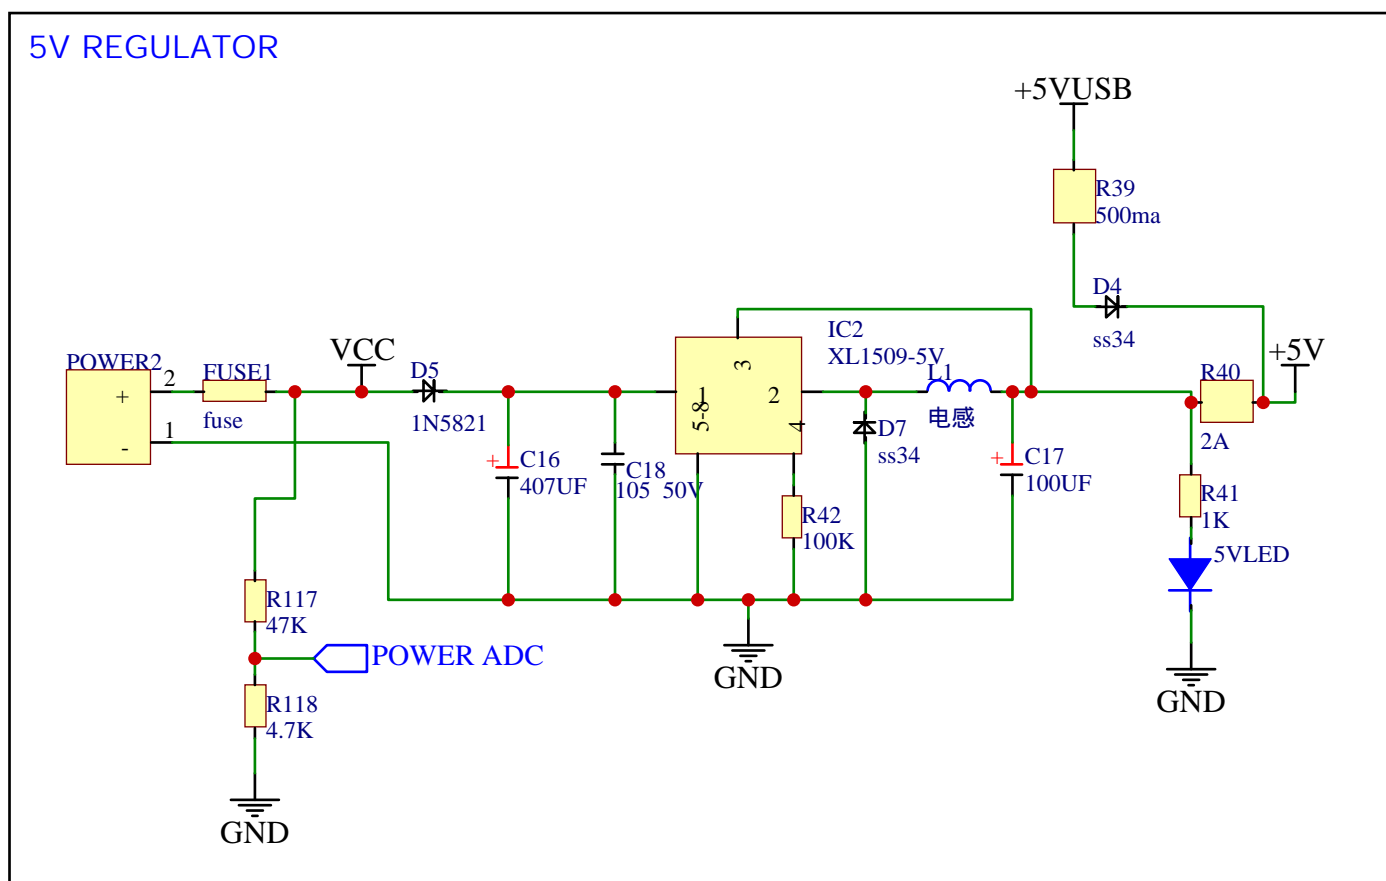 5V REGULATOR
+5VUSB
R39
500ma
D4
ss34
+5V
R40
2A
POWER2
2
+
1
-
FUSE1
fuse
VCC
D5
1N5821
IC2
XL1509-5V
3
1
2
5-8
4
L1
电感
D7
ss34
+
C16
407UF
C18
105 50V
R42
100K
+
C17
100UF
R41
1K
5VLED
R117
47K
POWER ADC
R118
4.7K
GND
GND
GND